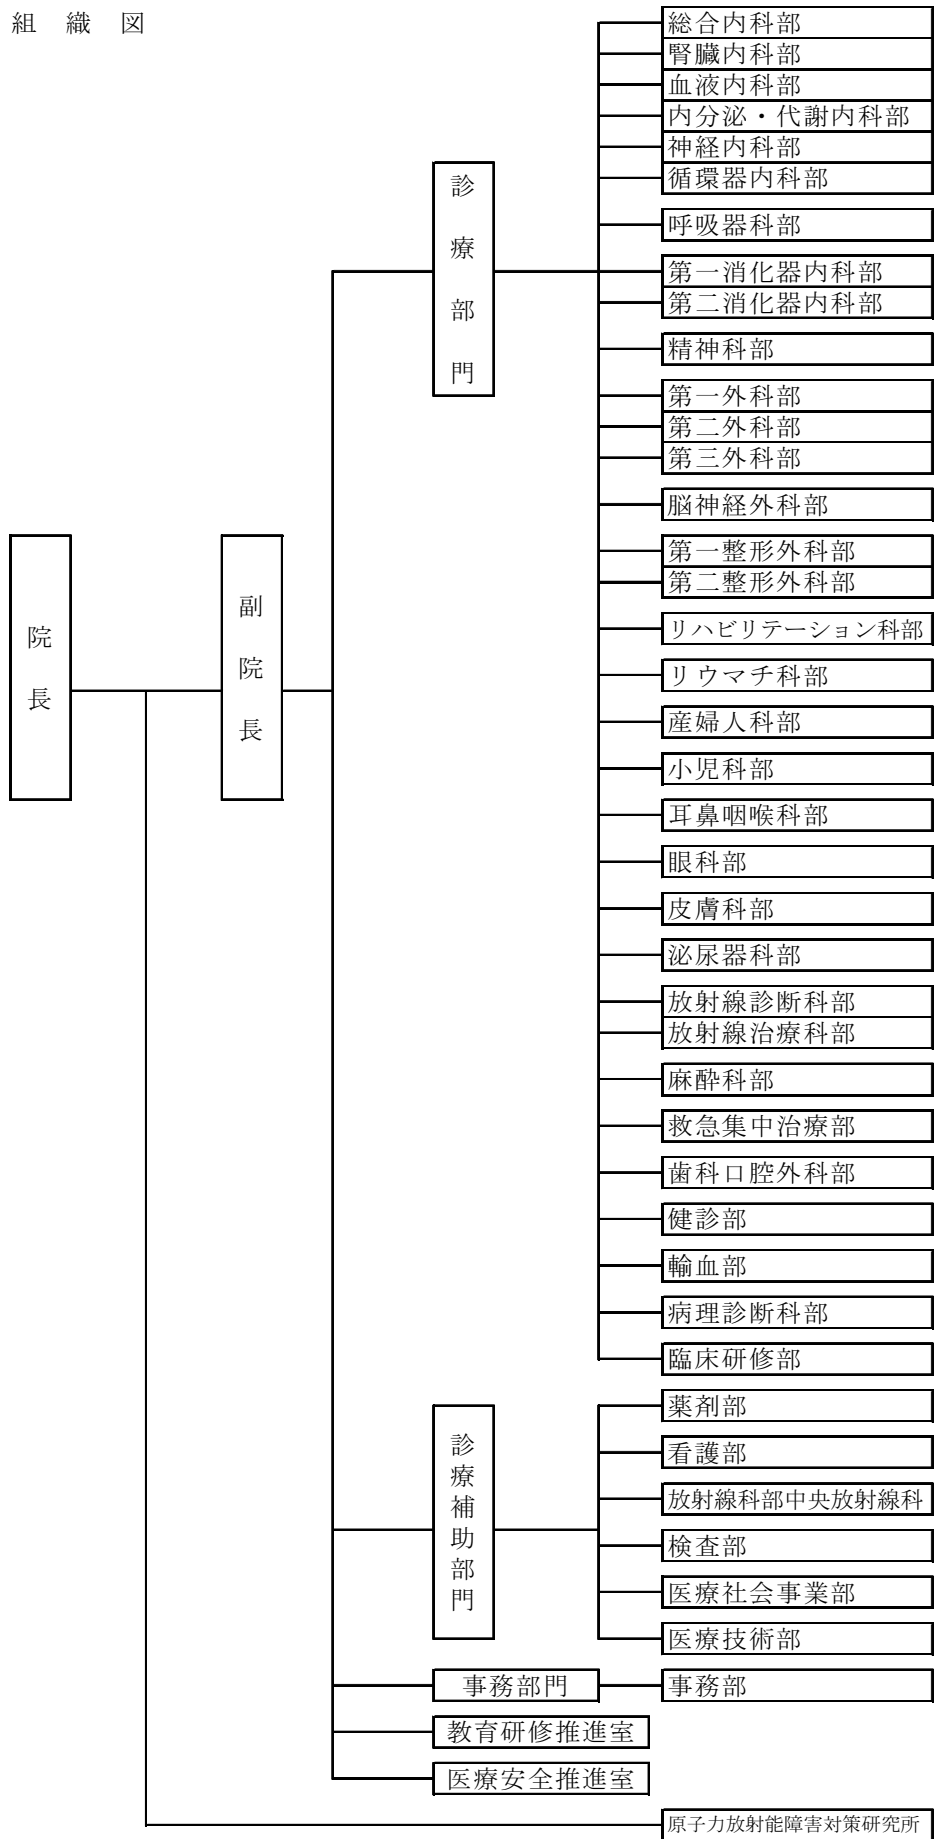 組織図
院長
副院長
診療部門
総合内科部
腎臓内科部
血液内科部
内分泌・代謝内科部
神経内科部
循環器内科部
呼吸器科部
第一消化器内科部
第二消化器内科部
精神科部
第一外科部
第二外科部
第三外科部
脳神経外科部
第一整形外科部
第二整形外科部
リハビリテーション科部
リウマチ科部
産婦人科部
小児科部
耳鼻咽喉科部
眼科部
皮膚科部
泌尿器科部
放射線診断科部
放射線治療科部
麻酔科部
救急集中治療部
歯科口腔外科部
健診部
輸血部
病理診断科部
臨床研修部
診療補助部門
薬剤部
看護部
放射線科部中央放射線科
検査部
医療社会事業部
医療技術部
事務部門
事務部
教育研修推進室
医療安全推進室
原子力放射能障害対策研究所